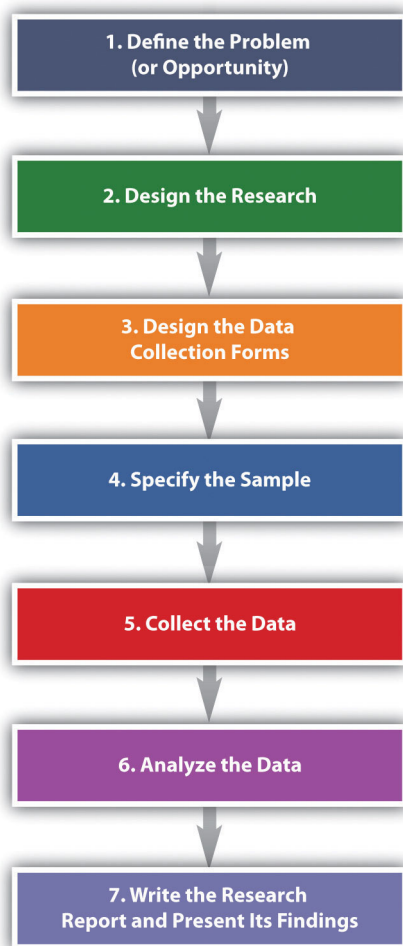 1. Define the Problem
(or Opportunity)
2. Design the Research
3. Design the Data
Collection Forms
4. Specify the Sample
5. Collect the Data
6. Analyze the Data
7. Write the Research
Report and Present Its Findings